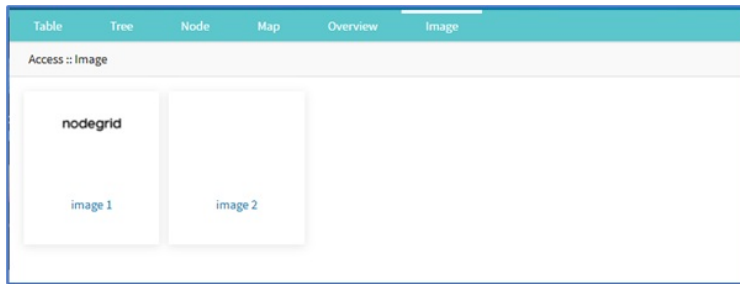 Table Tree Node Map Overview Image
Access :: Image
nodegrid
image 1 image 2